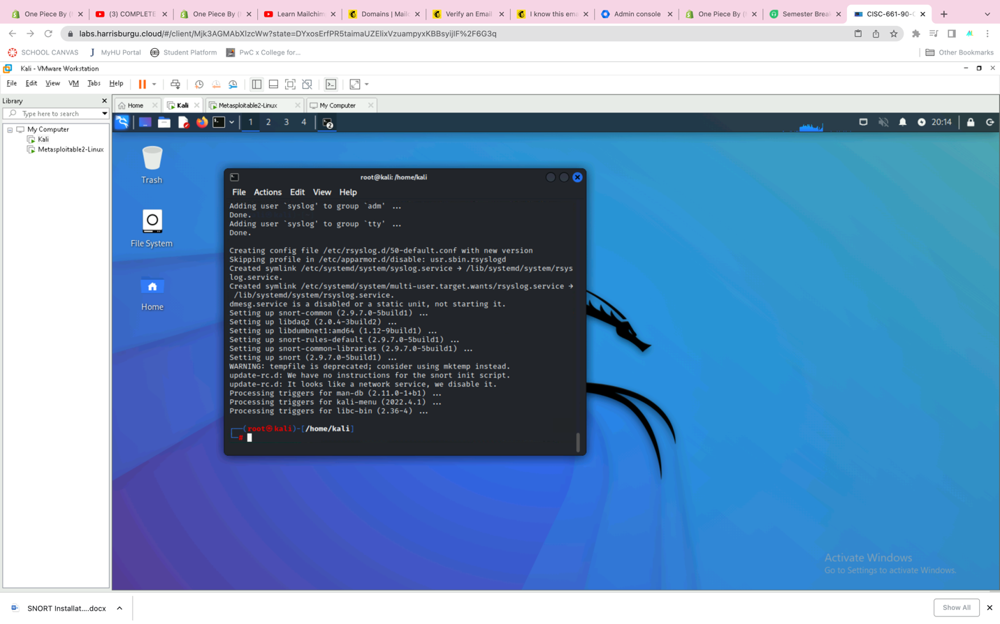 One Piece By (
(3) COMPLETE
One Piece By (
Learn Mailchim
Domains | Mailc
Verify an Email
I know this ema
Admin console
One Piece By (
Semester Brea
CISC-661-90-
labs.harrisburgu.cloud/#/client/Mjk3AGMAbXlzcWw?state=DYxosErfPR5taimaUZElixVzuampyxKBBsyijlF%2F6G3q
SCHOOL CANVAS
MyHU Portal
Student Platform
PwC x College for...
Other Bookmarks
Kali - VMware Workstation
File Edit View VM Tabs Help
Library
Type here to search
My Computer
Kali
Metasploitable2-Linux
Home
Kali
Metasploitable2-Linux
My Computer
1 2 3 4
2
20:14
Trash
File System
Home
root@kali: /home/kali
File Actions Edit View Help
Adding user `syslog' to group `adm' ...
Done.
Adding user `syslog' to group `tty' ...
Done.
Creating config file /etc/rsyslog.d/50-default.conf with new version
Skipping profile in /etc/apparmor.d/disable: usr.sbin.rsyslogd
Created symlink /etc/systemd/system/syslog.service → /lib/systemd/system/rsys
log.service.
Created symlink /etc/systemd/system/multi-user.target.wants/rsyslog.service →
/lib/systemd/system/rsyslog.service.
dmesg.service is a disabled or a static unit, not starting it.
Setting up snort-common (2.9.7.0-5build1) ...
Setting up libdaq2 (2.0.4-3build2) ...
Setting up libdumbnet1:amd64 (1.12-9build1) ...
Setting up snort-rules-default (2.9.7.0-5build1) ...
Setting up snort-common-libraries (2.9.7.0-5build1) ...
Setting up snort (2.9.7.0-5build1) ...
WARNING: tempfile is deprecated; consider using mktemp instead.
update-rc.d: We have no instructions for the snort init script.
update-rc.d: It looks like a network service, we disable it.
Processing triggers for man-db (2.11.0-1+b1) ...
Processing triggers for kali-menu (2022.4.1) ...
Processing triggers for libc-bin (2.36-4) ...
┌──(root㉿kali)-[/home/kali]
└─#
Activate Windows
Go to Settings to activate Windows.
SNORT Installat....docx
Show All